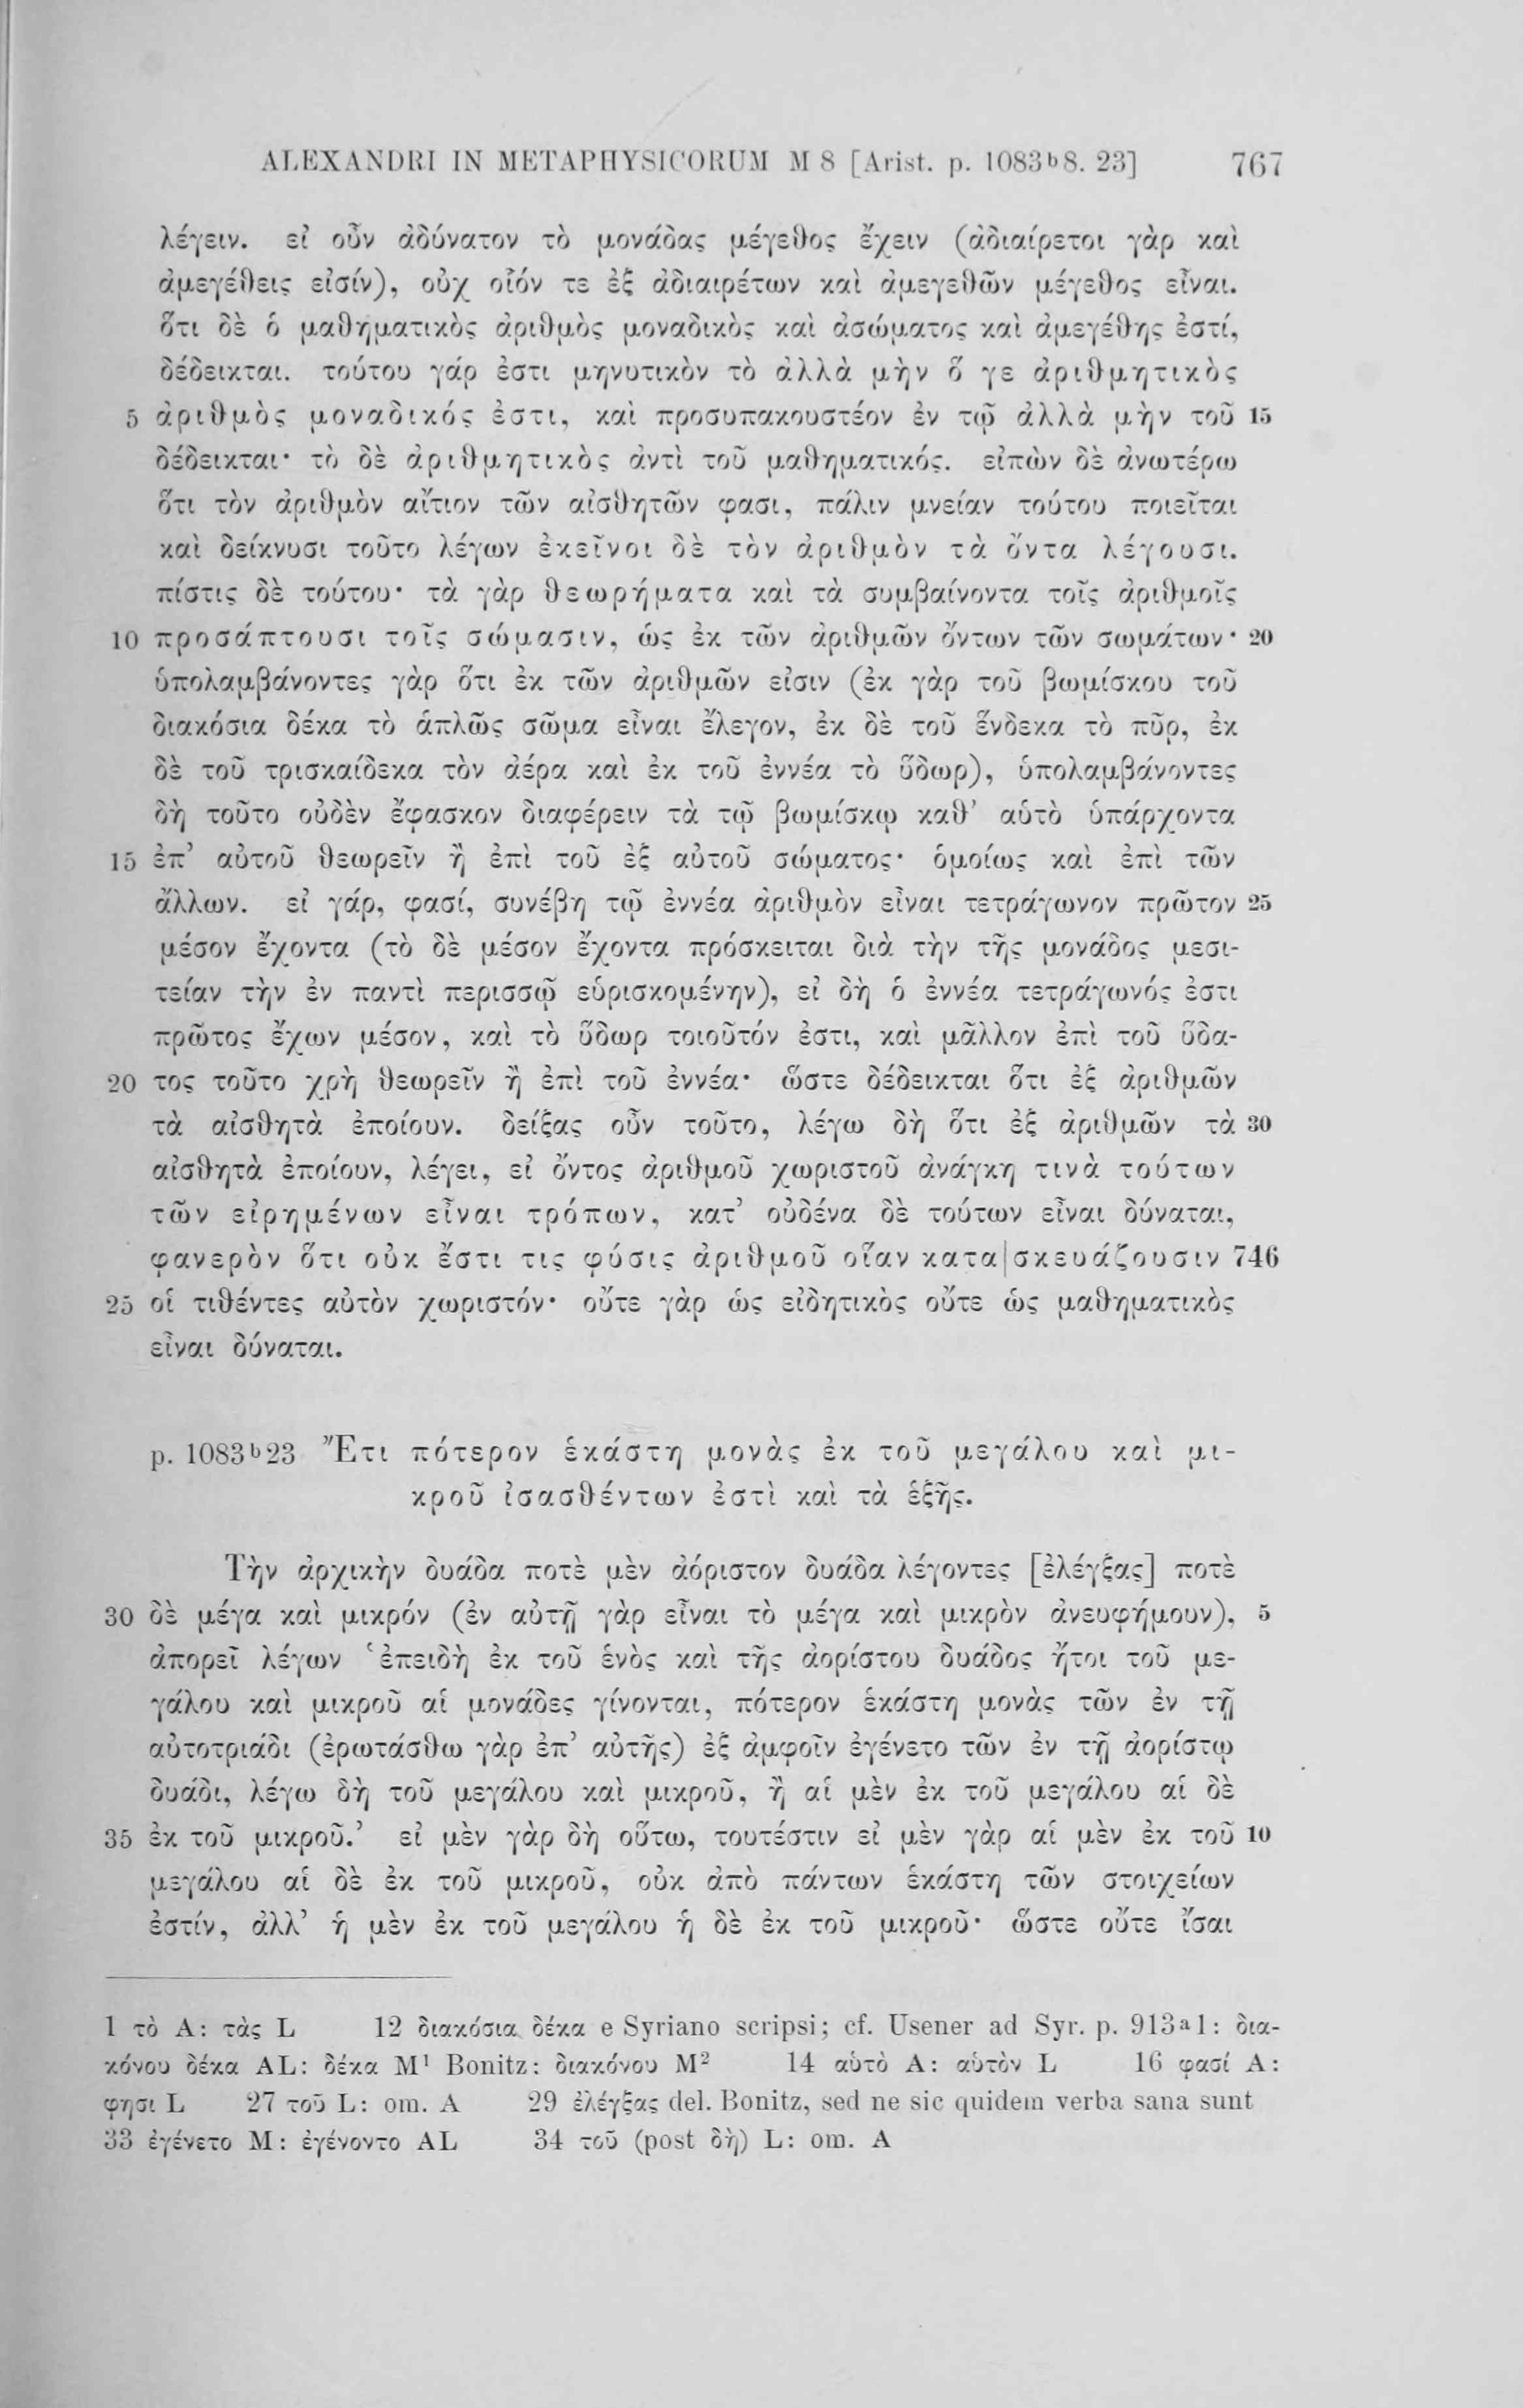 ALEXANDRI IN METAPHYSICORUM M 8 [Arist. p. 1083ᵇ8. 23] 767
λέγειν. εἰ οὖν ἀδύνατον τὸ μονάδας μέγεθος ἔχειν (ἀδιαίρετοι γὰρ καὶ
ἀμεγέθεις εἰσίν), οὐχ οἷόν τε ἐξ ἀδιαιρέτων καὶ ἀμεγεθῶν μέγεθος εἶναι.
ὅτι δὲ ὁ μαθηματικὸς ἀριθμὸς μοναδικὸς καὶ ἀσώματος καὶ ἀμεγέθης ἐστί,
δέδεικται. τούτου γάρ ἐστι μηνυτικὸν τὸ ἀλλὰ μὴν ὅ γε ἀριθμητικὸς
5 ἀριθμὸς μοναδικός ἐστι, καὶ προσυπακουστέον ἐν τῷ ἀλλὰ μὴν τοῦ 15
δέδεικται· τὸ δὲ ἀριθμητικὸς ἀντὶ τοῦ μαθηματικός. εἰπὼν δὲ ἀνωτέρω
ὅτι τὸν ἀριθμὸν αἴτιον τῶν αἰσθητῶν φασι, πάλιν μνείαν τούτου ποιεῖται
καὶ δείκνυσι τοῦτο λέγων ἐκεῖνοι δὲ τὸν ἀριθμὸν τὰ ὄντα λέγουσι.
πίστις δὲ τούτου· τὰ γὰρ θεωρήματα καὶ τὰ συμβαίνοντα τοῖς ἀριθμοῖς
10 προσάπτουσι τοῖς σώμασιν, ὡς ἐκ τῶν ἀριθμῶν ὄντων τῶν σωμάτων· 20
ὑπολαμβάνοντες γὰρ ὅτι ἐκ τῶν ἀριθμῶν εἰσιν (ἐκ γὰρ τοῦ βωμίσκου τοῦ
διακόσια δέκα τὸ ἁπλῶς σῶμα εἶναι ἔλεγον, ἐκ δὲ τοῦ ἕνδεκα τὸ πῦρ, ἐκ
δὲ τοῦ τρισκαίδεκα τὸν ἀέρα καὶ ἐκ τοῦ ἐννέα τὸ ὕδωρ), ὑπολαμβάνοντες
δὴ τοῦτο οὐδὲν ἔφασκον διαφέρειν τὰ τῷ βωμίσκῳ καθ’ αὑτὸ ὑπάρχοντα
15 ἐπ’ αὐτοῦ θεωρεῖν ἢ ἐπὶ τοῦ ἐξ αὐτοῦ σώματος· ὁμοίως καὶ ἐπὶ τῶν
ἄλλων. εἰ γάρ, φασί, συνέβη τῷ ἐννέα ἀριθμὸν εἶναι τετράγωνον πρῶτον 25
μέσον ἔχοντα (τὸ δὲ μέσον ἔχοντα πρόσκειται διὰ τὴν τῆς μονάδος μεσι-
τείαν τὴν ἐν παντὶ περισσῷ εὑρισκομένην), εἰ δὴ ὁ ἐννέα τετράγωνός ἐστι
πρῶτος ἔχων μέσον, καὶ τὸ ὕδωρ τοιοῦτόν ἐστι, καὶ μᾶλλον ἐπὶ τοῦ ὕδα-
20 τος τοῦτο χρὴ θεωρεῖν ἢ ἐπὶ τοῦ ἐννέα· ὥστε δέδεικται ὅτι ἐξ ἀριθμῶν
τὰ αἰσθητὰ ἐποίουν. δείξας οὖν τοῦτο, λέγω δὴ ὅτι ἐξ ἀριθμῶν τὰ 30
αἰσθητὰ ἐποίουν, λέγει, εἰ ὄντος ἀριθμοῦ χωριστοῦ ἀνάγκη τινὰ τούτων
τῶν εἰρημένων εἶναι τρόπων, κατ’ οὐδένα δὲ τούτων εἶναι δύναται,
φανερὸν ὅτι οὐκ ἔστι τις φύσις ἀριθμοῦ οἵαν κατα|σκευάζουσιν 746
25 οἱ τιθέντες αὐτὸν χωριστόν· οὔτε γὰρ ὡς εἰδητικὸς οὔτε ὡς μαθηματικὸς
εἶναι δύναται.
p. 1083ᵇ23 Ἔτι πότερον ἑκάστη μονὰς ἐκ τοῦ μεγάλου καὶ μι-
κροῦ ἰσασθέντων ἐστὶ καὶ τὰ ἑξῆς.
Τὴν ἀρχικὴν δυάδα ποτὲ μὲν ἀόριστον δυάδα λέγοντες [ἐλέγξας] ποτὲ
30 δὲ μέγα καὶ μικρόν (ἐν αὐτῇ γὰρ εἶναι τὸ μέγα καὶ μικρὸν ἀνευφήμουν), 5
ἀπορεῖ λέγων ‘ἐπειδὴ ἐκ τοῦ ἑνὸς καὶ τῆς ἀορίστου δυάδος ἤτοι τοῦ με-
γάλου καὶ μικροῦ αἱ μονάδες γίνονται, πότερον ἑκάστη μονὰς τῶν ἐν τῇ
αὐτοτριάδι (ἐρωτάσθω γὰρ ἐπ’ αὐτῆς) ἐξ ἀμφοῖν ἐγένετο τῶν ἐν τῇ ἀορίστῳ
δυάδι, λέγω δὴ τοῦ μεγάλου καὶ μικροῦ, ἢ αἱ μὲν ἐκ τοῦ μεγάλου αἱ δὲ
35 ἐκ τοῦ μικροῦ.’ εἰ μὲν γὰρ δὴ οὕτω, τουτέστιν εἰ μὲν γὰρ αἱ μὲν ἐκ τοῦ 10
μεγάλου αἱ δὲ ἐκ τοῦ μικροῦ, οὐκ ἀπὸ πάντων ἑκάστη τῶν στοιχείων
ἐστίν, ἀλλ’ ἡ μὲν ἐκ τοῦ μεγάλου ἡ δὲ ἐκ τοῦ μικροῦ· ὥστε οὔτε ἴσαι
1 τὸ A: τὰς L 12 διακόσια δέκα e Syriano scripsi; cf. Usener ad Syr. p. 913ᵃ1: δια-
κόνου δέκα AL: δέκα M¹ Bonitz: διακόνου M² 14 αὑτὸ A: αὑτὸν L 16 φασί A:
φησι L 27 τοῦ L: om. A 29 ἐλέγξας del. Bonitz, sed ne sic quidem verba sana sunt
33 ἐγένετο M: ἐγένοντο AL 34 τοῦ (post δὴ) L: om. A